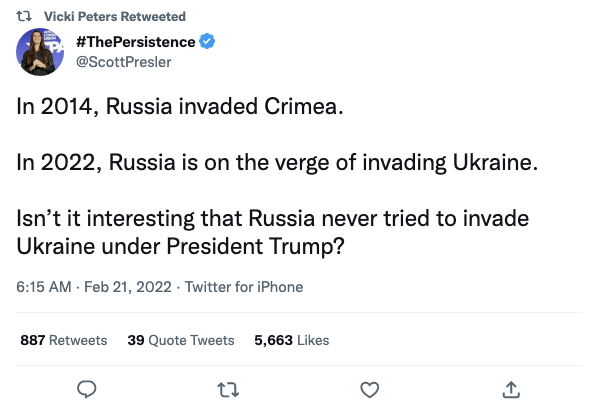 Vicki Peters Retweeted
#ThePersistence
@ScottPresler
In 2014, Russia invaded Crimea.
In 2022, Russia is on the verge of invading Ukraine.
Isn’t it interesting that Russia never tried to invade
Ukraine under President Trump?
6:15 AM · Feb 21, 2022 · Twitter for iPhone
887 Retweets 39 Quote Tweets 5,663 Likes